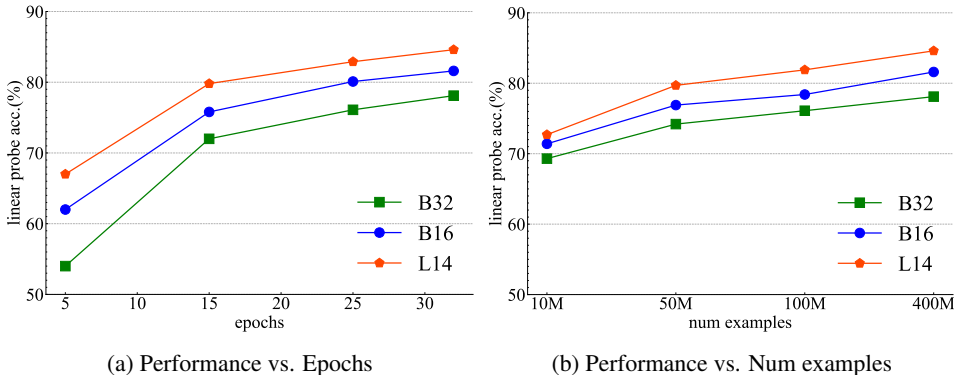 90
80
70
60
50
linear probe acc.(%)
5 10 15 20 25 30
epochs
B32
B16
L14
(a) Performance vs. Epochs
90
80
70
60
50
linear probe acc.(%)
10M 50M 100M 400M
num examples
B32
B16
L14
(b) Performance vs. Num examples